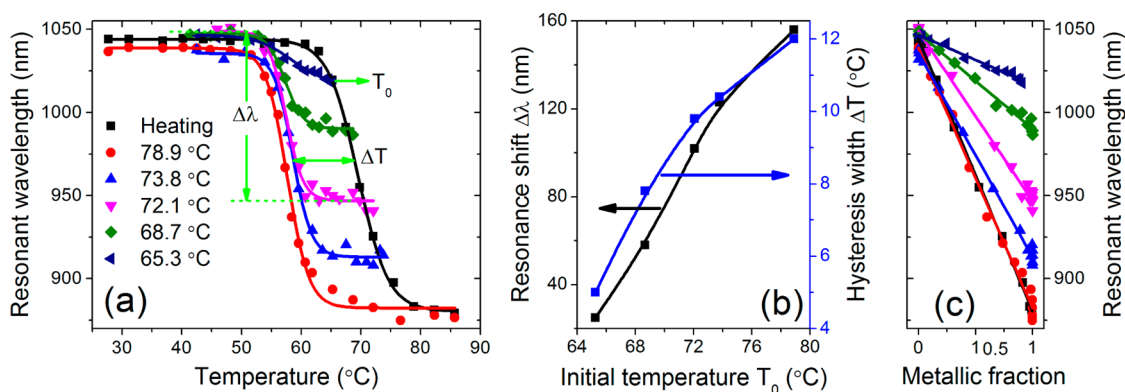 Resonant wavelength (nm)
1050
1000
950
900
30 40 50 60 70 80 90
Temperature (°C)
Heating
78.9 °C
73.8 °C
72.1 °C
68.7 °C
65.3 °C
Δλ
ΔT
T0
(a)
Resonance shift Δλ (nm)
160
120
80
40
64 68 72 76 80
Initial temperature T0 (°C)
12
10
8
6
4
Hysteresis width ΔT (°C)
(b)
(c)
0 1 0.5 1
Metallic fraction
1050
1000
950
900
Resonant wavelength (nm)